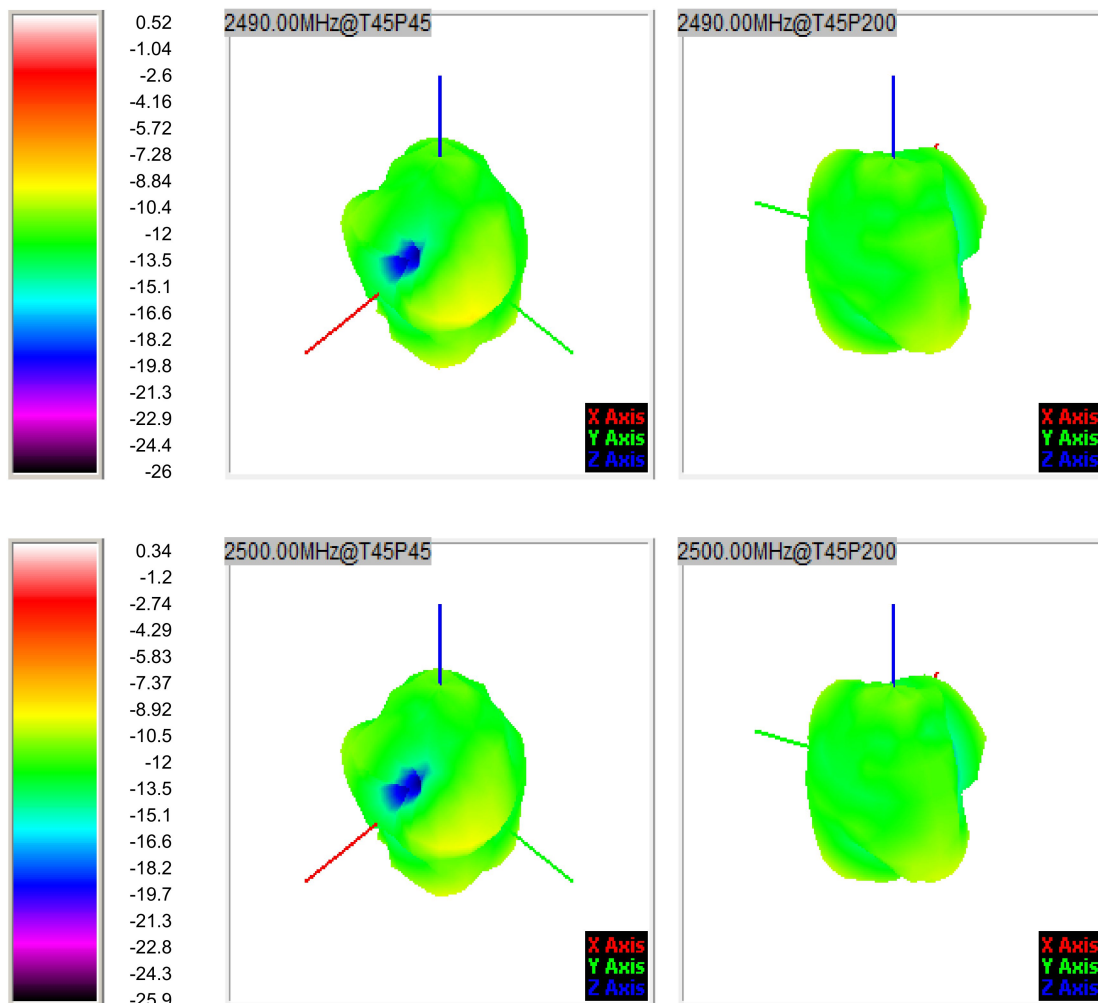 0.52
-1.04
-2.6
-4.16
-5.72
-7.28
-8.84
-10.4
-12
-13.5
-15.1
-16.6
-18.2
-19.8
-21.3
-22.9
-24.4
-26
2490.00MHz@T45P45
X Axis
Y Axis
Z Axis
2490.00MHz@T45P200
X Axis
Y Axis
Z Axis
0.34
-1.2
-2.74
-4.29
-5.83
-7.37
-8.92
-10.5
-12
-13.5
-15.1
-16.6
-18.2
-19.7
-21.3
-22.8
-24.3
-25.9
2500.00MHz@T45P45
X Axis
Y Axis
Z Axis
2500.00MHz@T45P200
X Axis
Y Axis
Z Axis